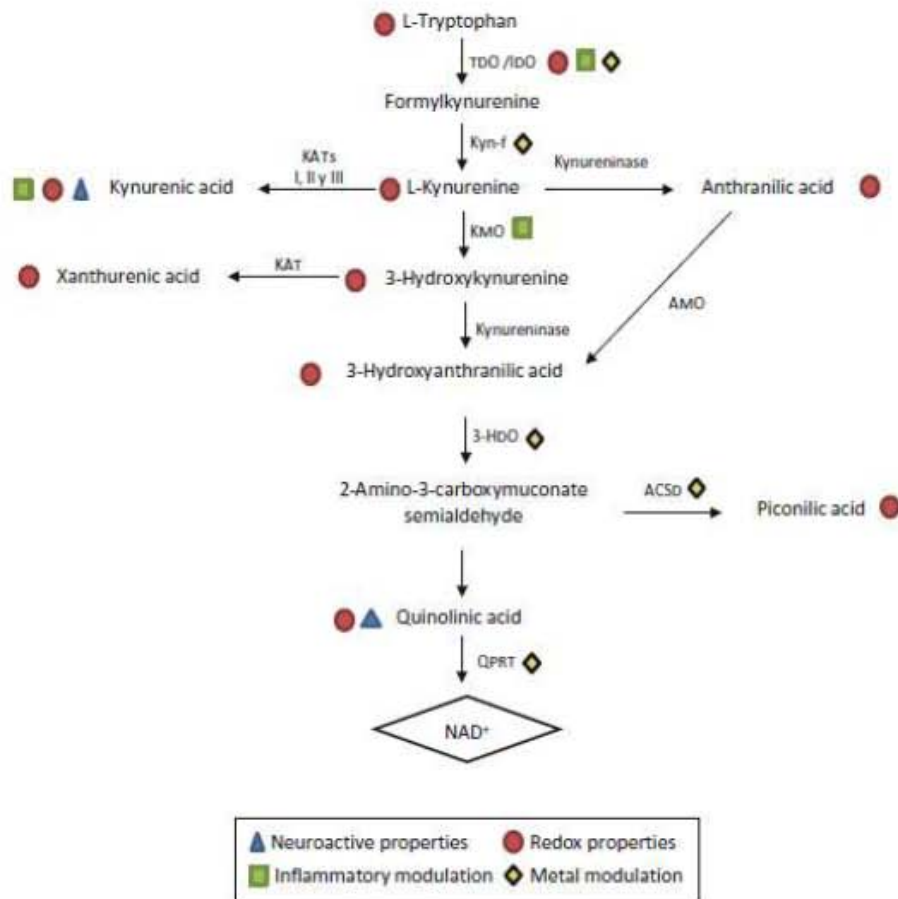 L-Tryptophan
TDO /IDO
Formylkynurenine
Kyn-f
KATs
I, II y III
Kynureninase
Kynurenic acid
L-Kynurenine
Anthranilic acid
KMO
Xanthurenic acid
KAT
3-Hydroxykynurenine
AMO
Kynureninase
3-Hydroxyanthranilic acid
3-HDO
2-Amino-3-carboxymuconate
semialdehyde
ACSD
Piconilic acid
Quinolinic acid
QPRT
NAD⁺
Neuroactive properties
Redox properties
Inflammatory modulation
Metal modulation